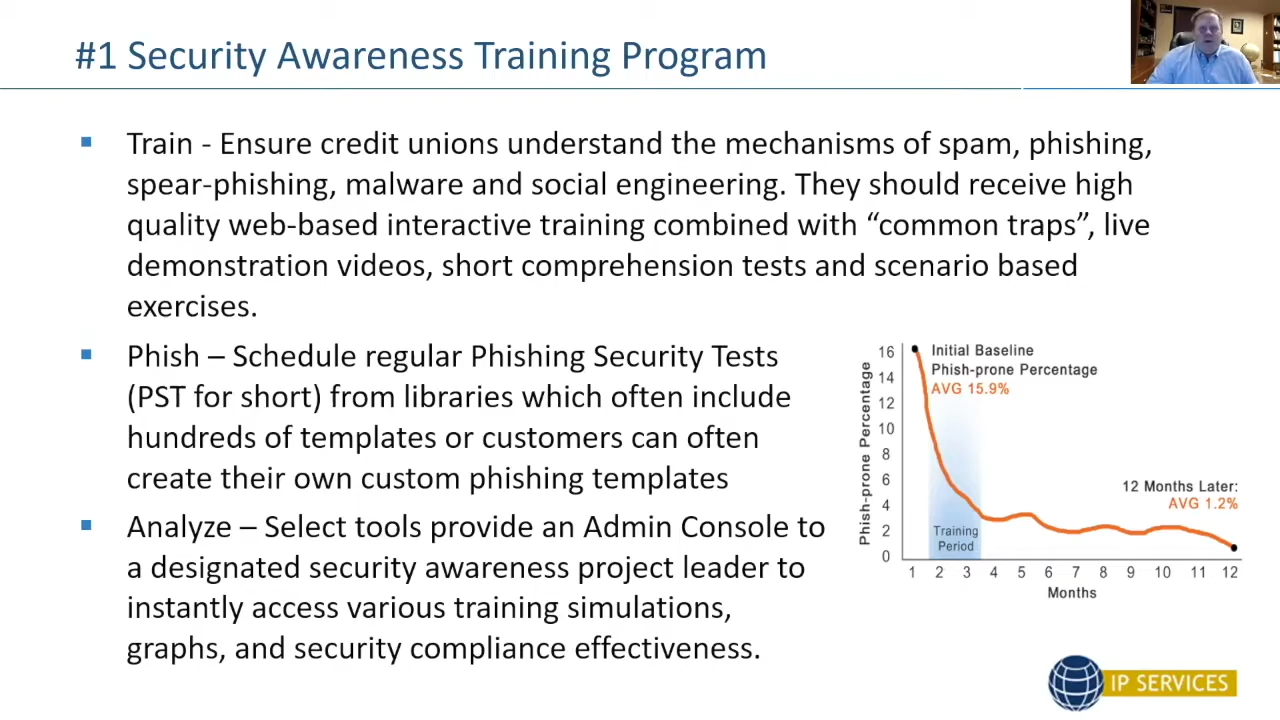 #1 Security Awareness Training Program
▪ Train - Ensure credit unions understand the mechanisms of spam, phishing,
spear-phishing, malware and social engineering. They should receive high
quality web-based interactive training combined with “common traps”, live
demonstration videos, short comprehension tests and scenario based
exercises.
▪ Phish – Schedule regular Phishing Security Tests
(PST for short) from libraries which often include
hundreds of templates or customers can often
create their own custom phishing templates
▪ Analyze – Select tools provide an Admin Console to
a designated security awareness project leader to
instantly access various training simulations,
graphs, and security compliance effectiveness.
Phish-prone Percentage
16
14
12
10
8
6
4
2
0
Initial Baseline
Phish-prone Percentage
AVG 15.9%
12 Months Later:
AVG 1.2%
Training
Period
1 2 3 4 5 6 7 8 9 10 11 12
Months
IP SERVICES